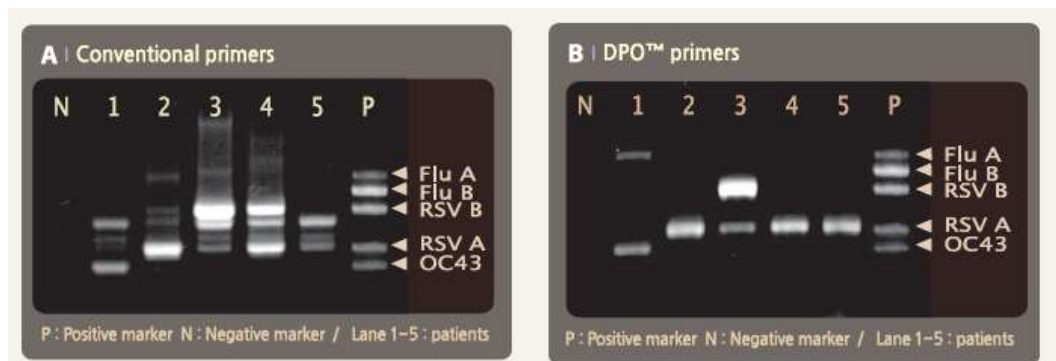 A | Conventional primers
N 1 2 3 4 5 P
Flu A
Flu B
RSV B
RSV A
OC43
P : Positive marker N : Negative marker / Lane 1~5 : patients
B | DPO™ primers
N 1 2 3 4 5 P
Flu A
Flu B
RSV B
RSV A
OC43
P : Positive marker N : Negative marker / Lane 1~5 : patients